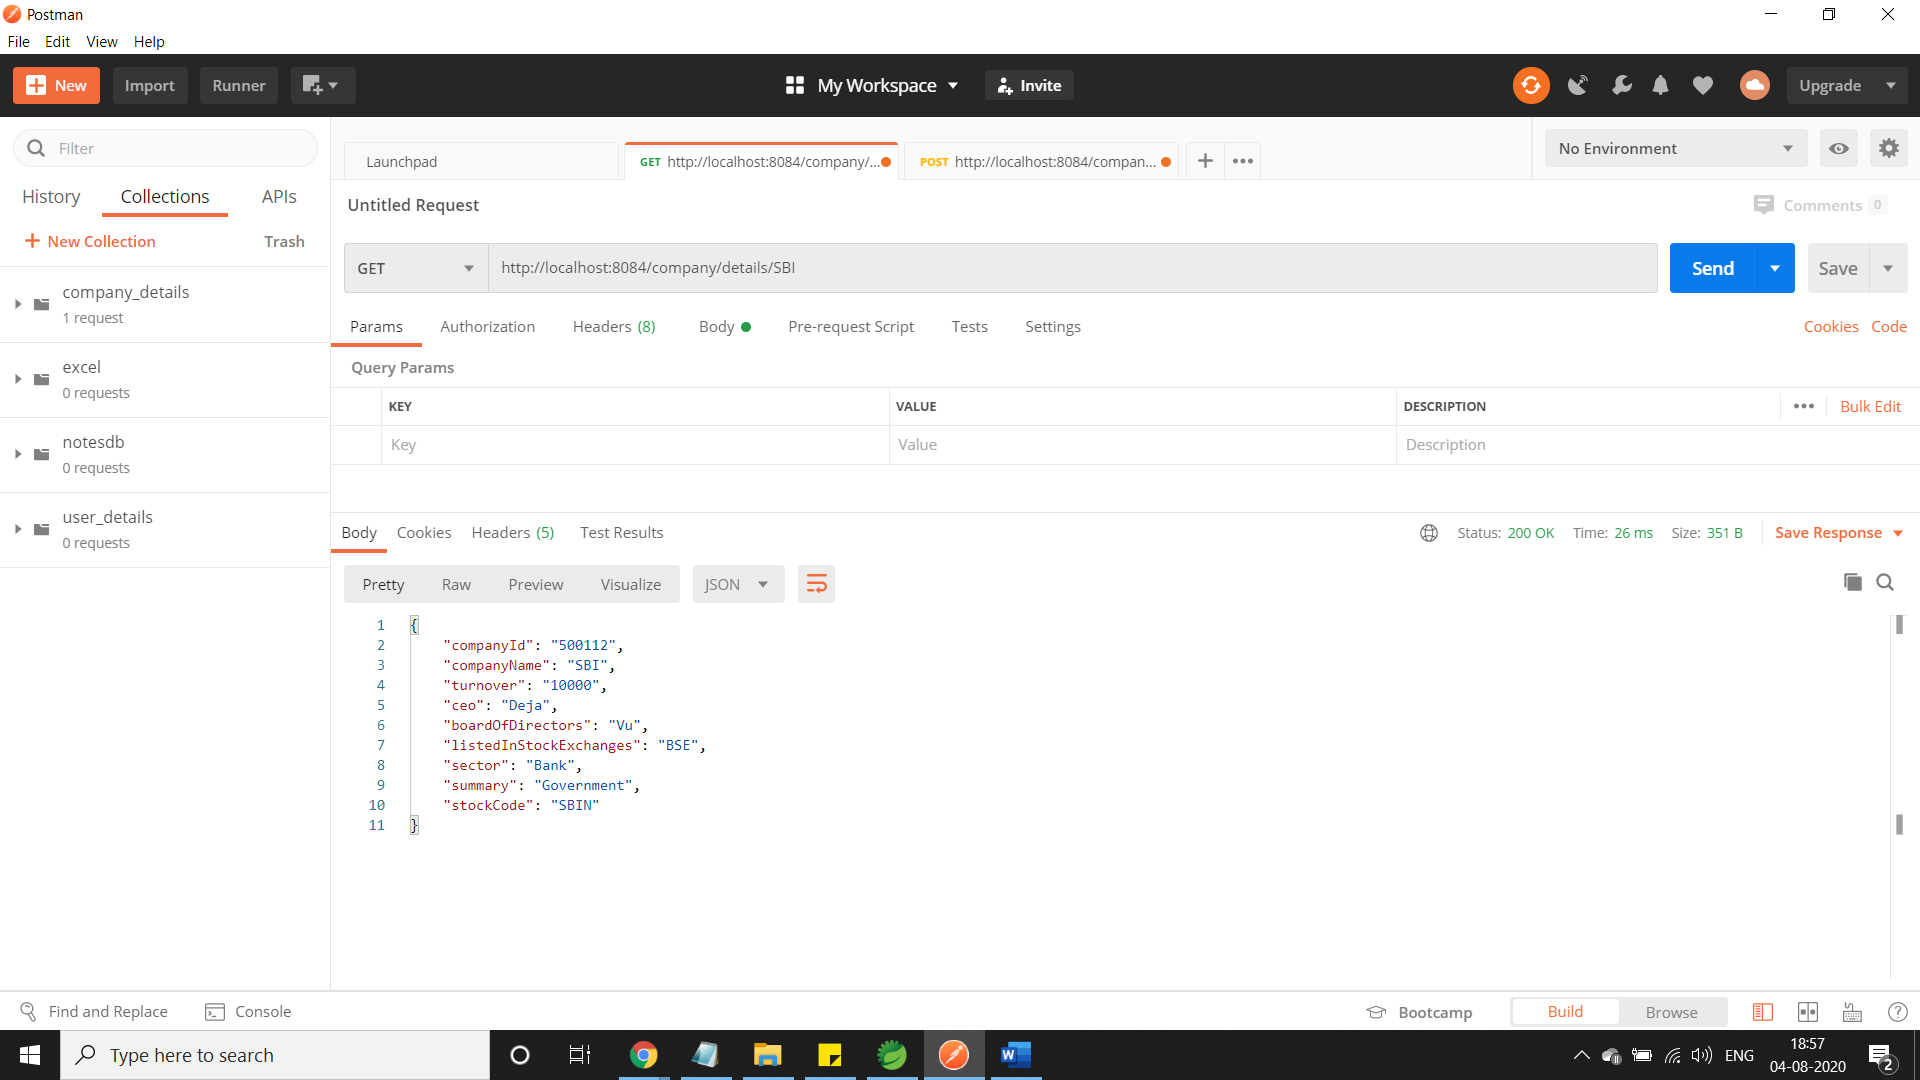 Postman
File Edit View Help
New Import Runner My Workspace Invite Upgrade
Filter
Launchpad GET http://localhost:8084/company/... POST http://localhost:8084/compan... No Environment
History Collections APIs
Untitled Request Comments 0
New Collection Trash
GET http://localhost:8084/company/details/SBI Send Save
company_details
1 request
Params Authorization Headers (8) Body Pre-request Script Tests Settings Cookies Code
excel
0 requests
Query Params
KEY VALUE DESCRIPTION Bulk Edit
Key Value Description
notesdb
0 requests
user_details
0 requests
Body Cookies Headers (5) Test Results Status: 200 OK Time: 26 ms Size: 351 B Save Response
Pretty Raw Preview Visualize JSON
1 {
2 "companyId": "500112",
3 "companyName": "SBI",
4 "turnover": "10000",
5 "ceo": "Deja",
6 "boardOfDirectors": "Vu",
7 "listedInStockExchanges": "BSE",
8 "sector": "Bank",
9 "summary": "Government",
10 "stockCode": "SBIN"
11 }
Find and Replace Console Bootcamp Build Browse
Type here to search W ENG 18:57
04-08-2020 2